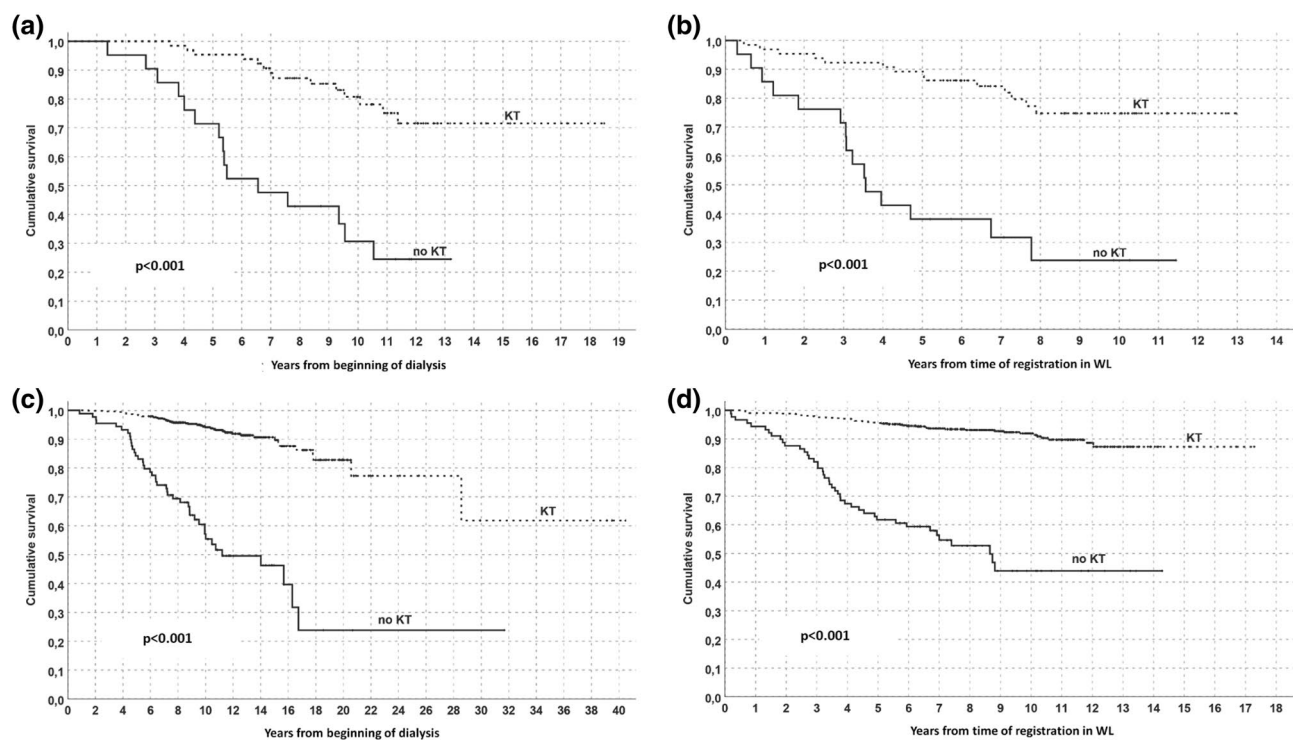 (a)
1,0
0,9
0,8
0,7
0,6
0,5
0,4
0,3
0,2
0,1
0,0
Cumulative survival
KT
no KT
p<0.001
0 1 2 3 4 5 6 7 8 9 10 11 12 13 14 15 16 17 18 19
Years from beginning of dialysis
(b)
1,0
0,9
0,8
0,7
0,6
0,5
0,4
0,3
0,2
0,1
0,0
Cumulative survival
KT
no KT
p<0.001
0 1 2 3 4 5 6 7 8 9 10 11 12 13 14
Years from time of registration in WL
(c)
1,0
0,9
0,8
0,7
0,6
0,5
0,4
0,3
0,2
0,1
0,0
Cumulative survival
KT
no KT
p<0.001
0 2 4 6 8 10 12 14 16 18 20 22 24 26 28 30 32 34 36 38 40
Years from beginning of dialysis
(d)
1,0
0,9
0,8
0,7
0,6
0,5
0,4
0,3
0,2
0,1
0,0
Cumulative survival
KT
no KT
p<0.001
0 1 2 3 4 5 6 7 8 9 10 11 12 13 14 15 16 17 18
Years from time of registration in WL